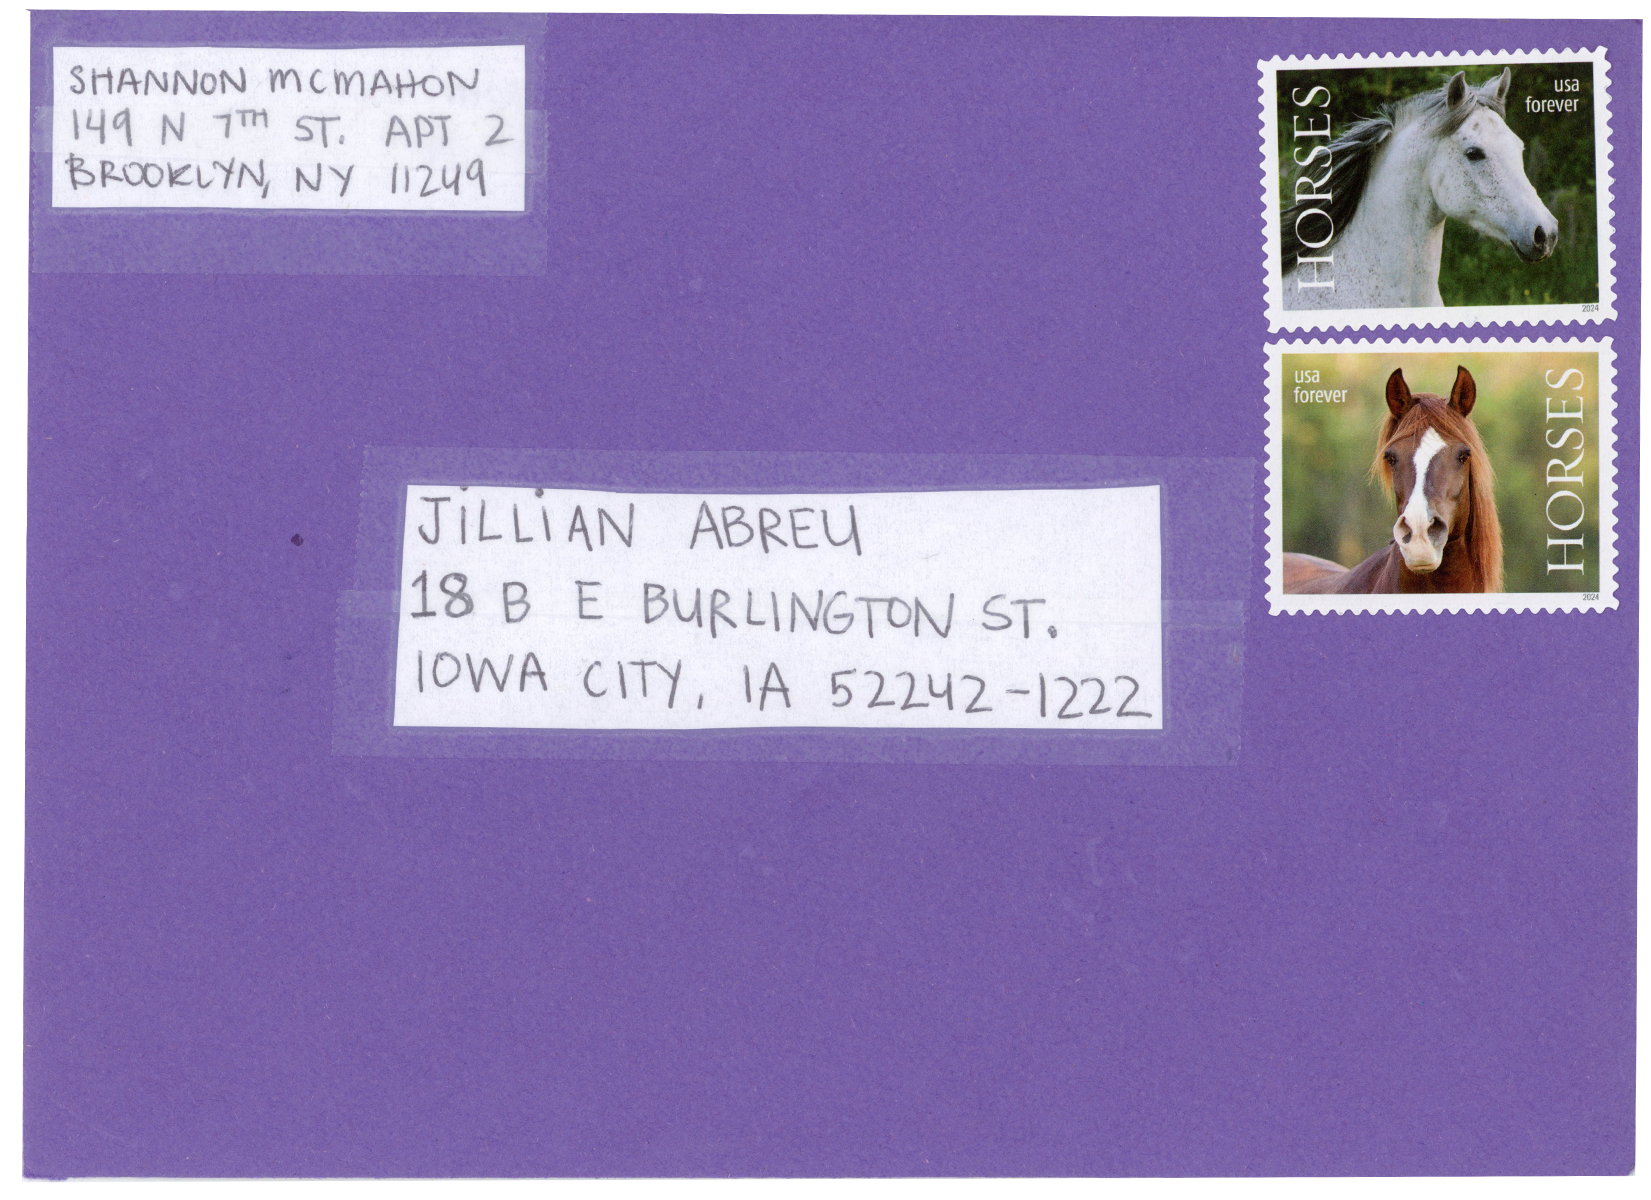 SHANNON MCMAHON
149 N 7TH ST. APT 2
BROOKLYN, NY 11249
HORSES
usa
forever
2024
usa
forever
HORSES
2024
JiLLiAN ABREU
18 B E BURLINGTON ST.
IOWA CITY, IA 52242-1222